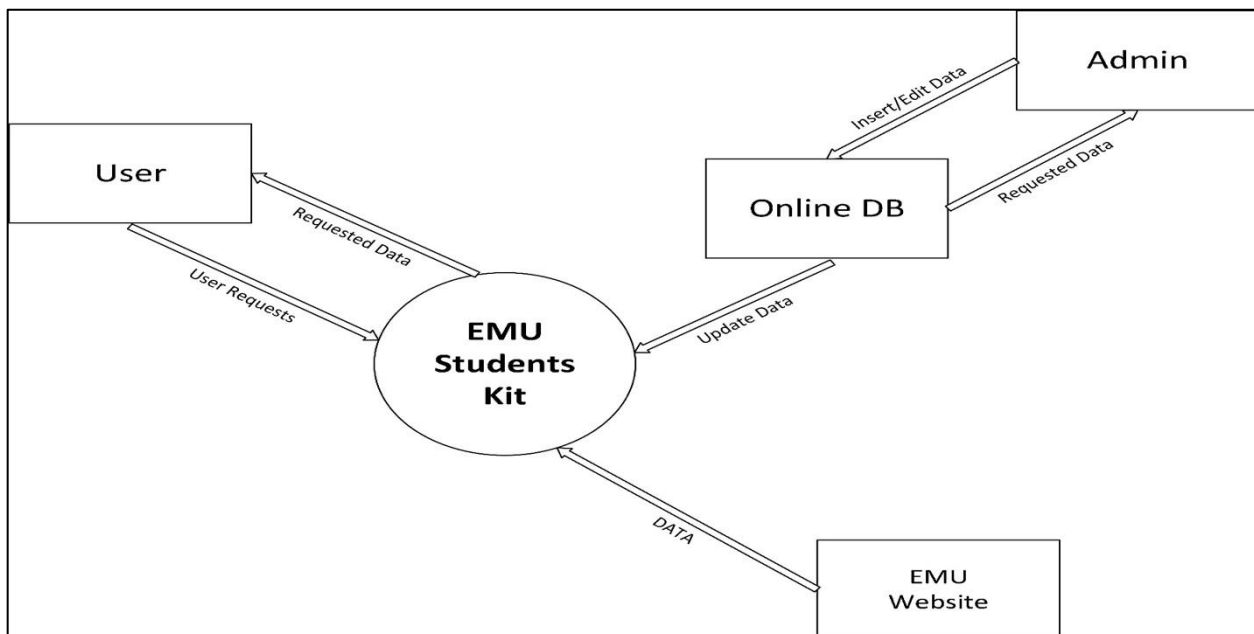 Admin
Insert/Edit Data
Requested Data
User
Online DB
Requested Data
User Requests
Update Data
EMU
Students
Kit
DATA
EMU
Website